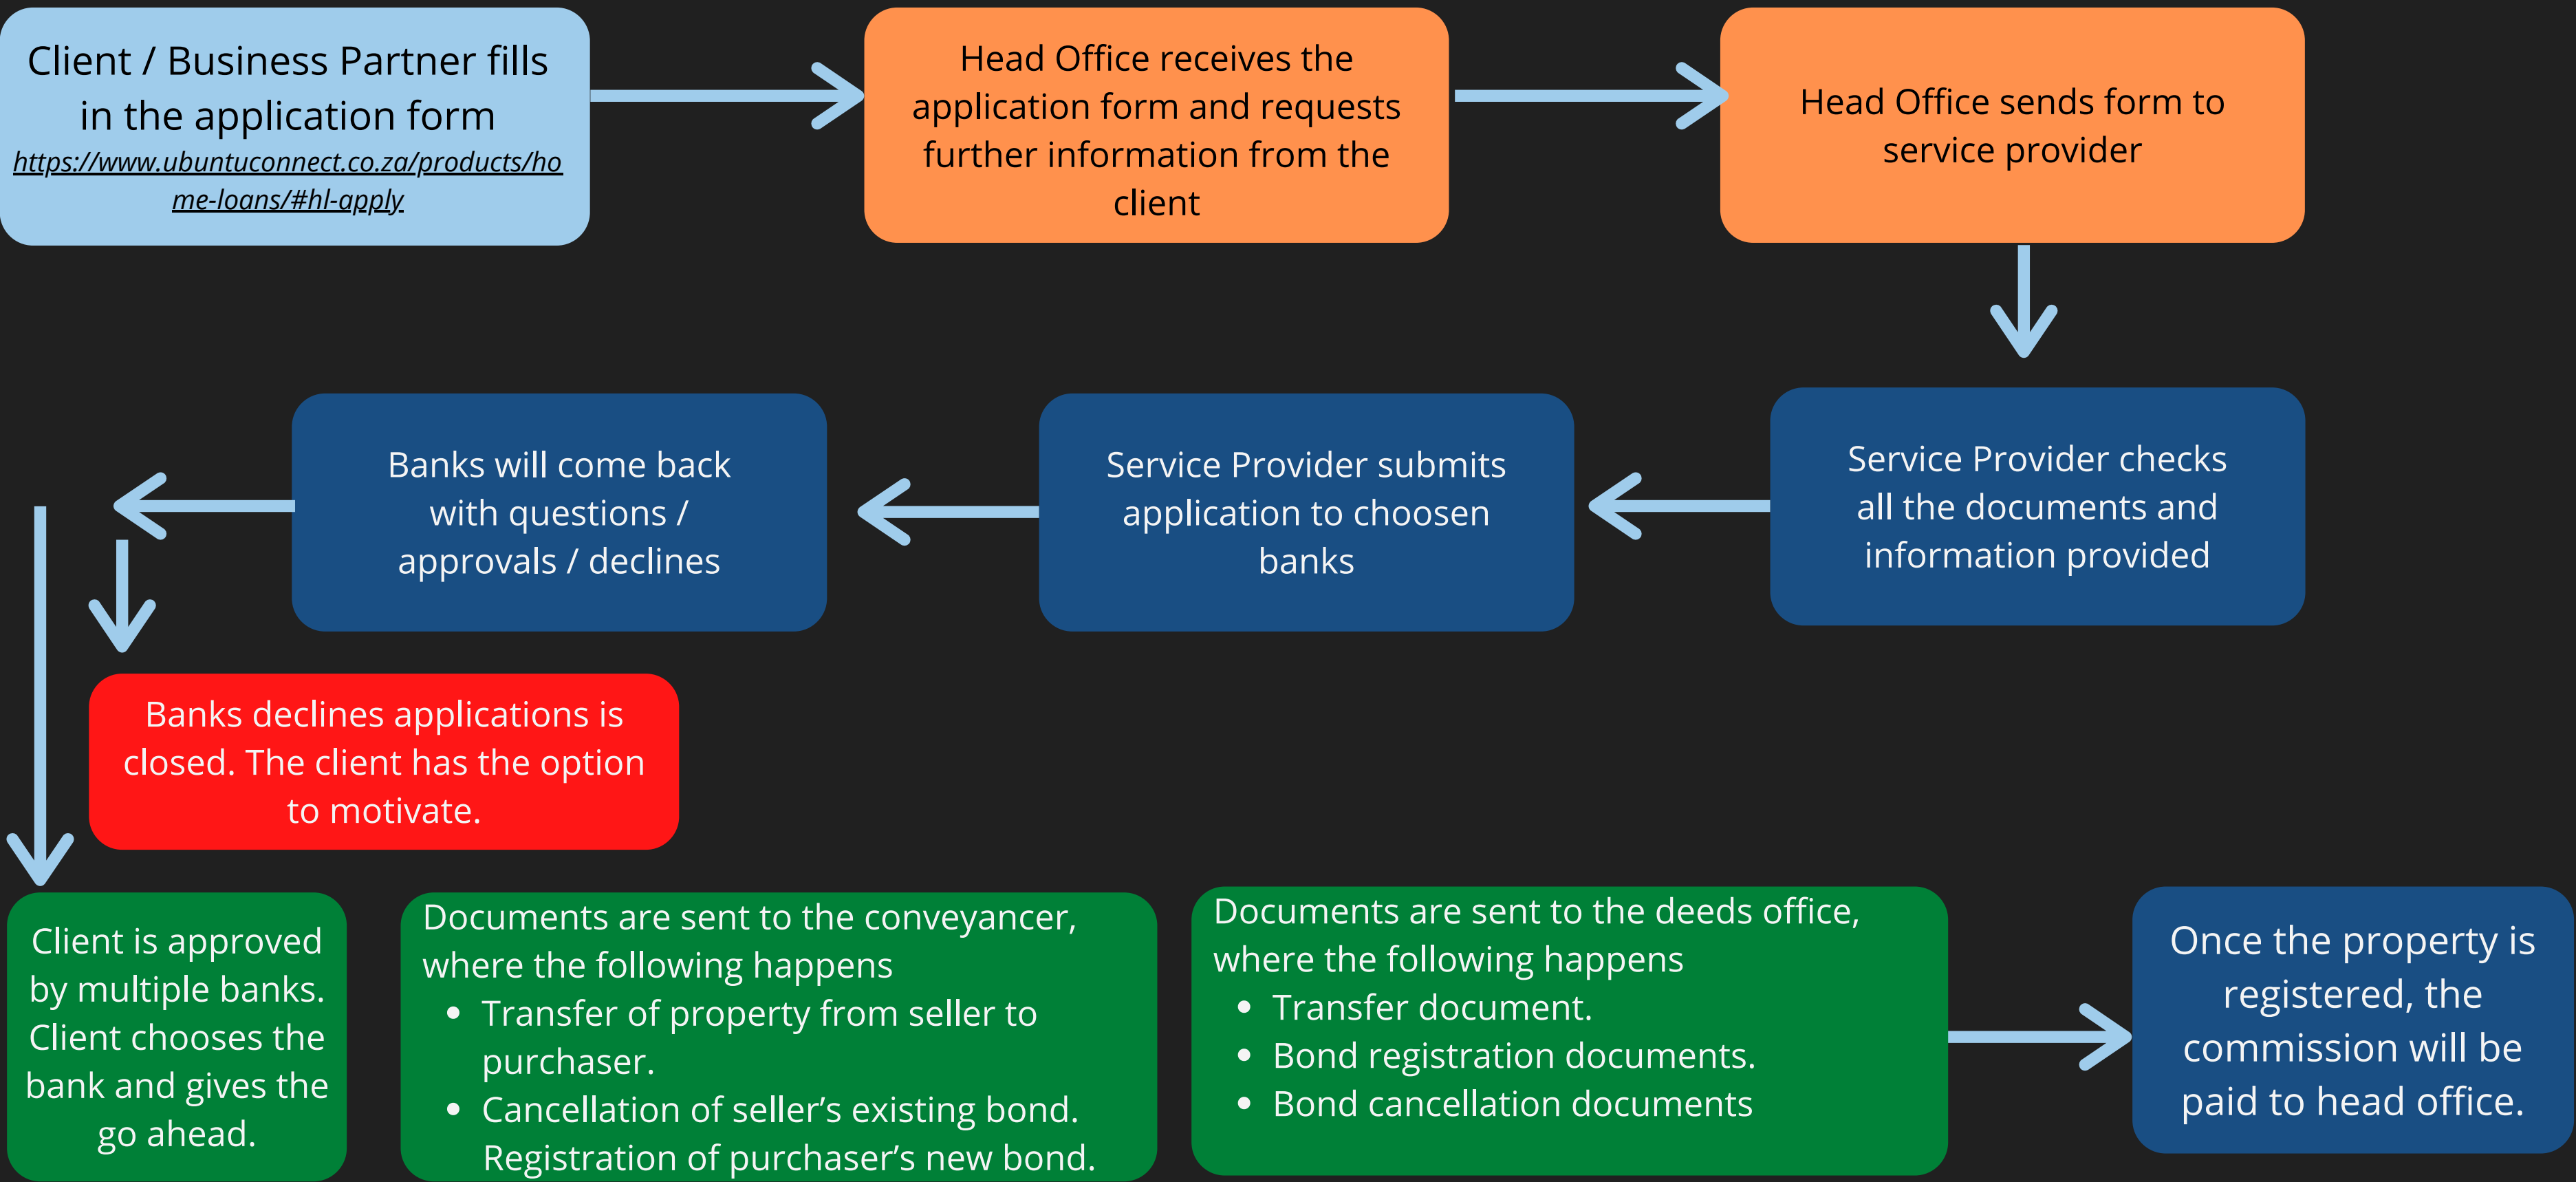 Client / Business Partner fills
in the application form
https://www.ubuntuconnect.co.za/products/ho
me-loans/#hl-apply
Head Office receives the
application form and requests
further information from the
client
Head Office sends form to
service provider
Service Provider checks
all the documents and
information provided
Service Provider submits
application to choosen
banks
Banks will come back
with questions /
approvals / declines
Banks declines applications is
closed. The client has the option
to motivate.
Client is approved
by multiple banks.
Client chooses the
bank and gives the
go ahead.
Documents are sent to the conveyancer,
where the following happens
• Transfer of property from seller to
purchaser.
• Cancellation of seller’s existing bond.
Registration of purchaser’s new bond.
Documents are sent to the deeds office,
where the following happens
• Transfer document.
• Bond registration documents.
• Bond cancellation documents
Once the property is
registered, the
commission will be
paid to head office.